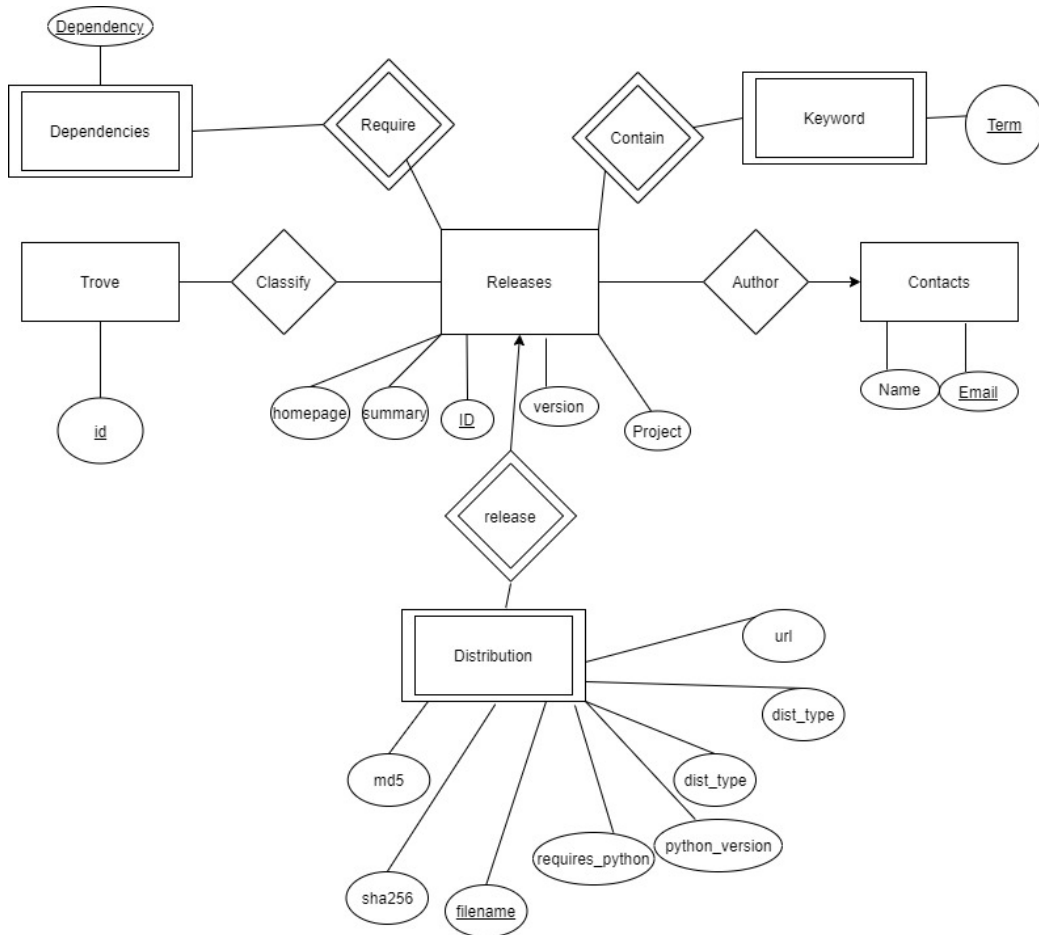 Dependency
Dependencies
Require
Contain
Keyword
Term
Trove
Classify
Releases
Author
Contacts
id
homepage
summary
ID
version
Project
Name
Email
release
Distribution
url
dist_type
md5
dist_type
sha256
filename
requires_python
python_version